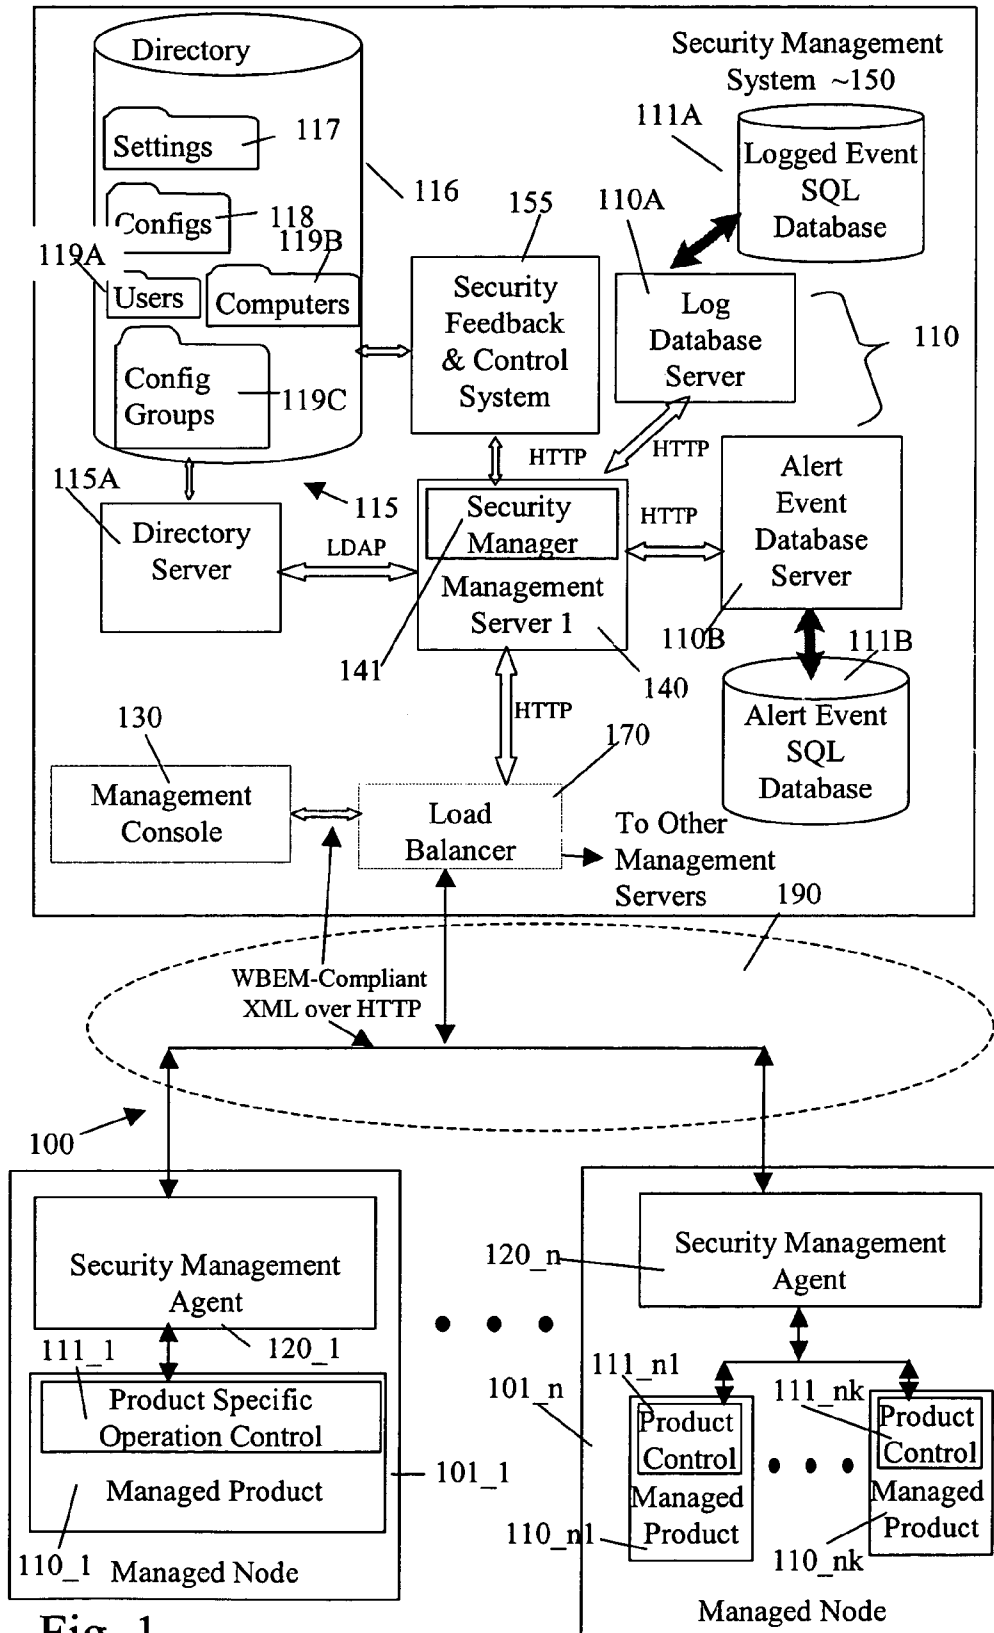 Directory
Security Management
System ~150
Settings
117
111A
Logged Event
SQL
Database
116
Configs
118
155
110A
119A
119B
Users
Computers
Security
Feedback
& Control
System
Log
Database
Server
110
Config
Groups
119C
HTTP
HTTP
115A
115
Directory
Server
LDAP
Security
Manager
Management
Server 1
HTTP
Alert
Event
Database
Server
141
140
110B
111B
130
HTTP
170
Alert Event
SQL
Database
Management
Console
Load
Balancer
To Other
Management
Servers
190
WBEM-Compliant
XML over HTTP
100
Security Management
Agent
120_n
Security Management
Agent
111_1
120_1
Product Specific
Operation Control
Managed Product
101_1
101_n
111_n1
111_nk
Product
Control
Managed
Product
Product
Control
Managed
Product
110_1
Managed Node
110_n1
110_nk
Managed Node
Fig. 1